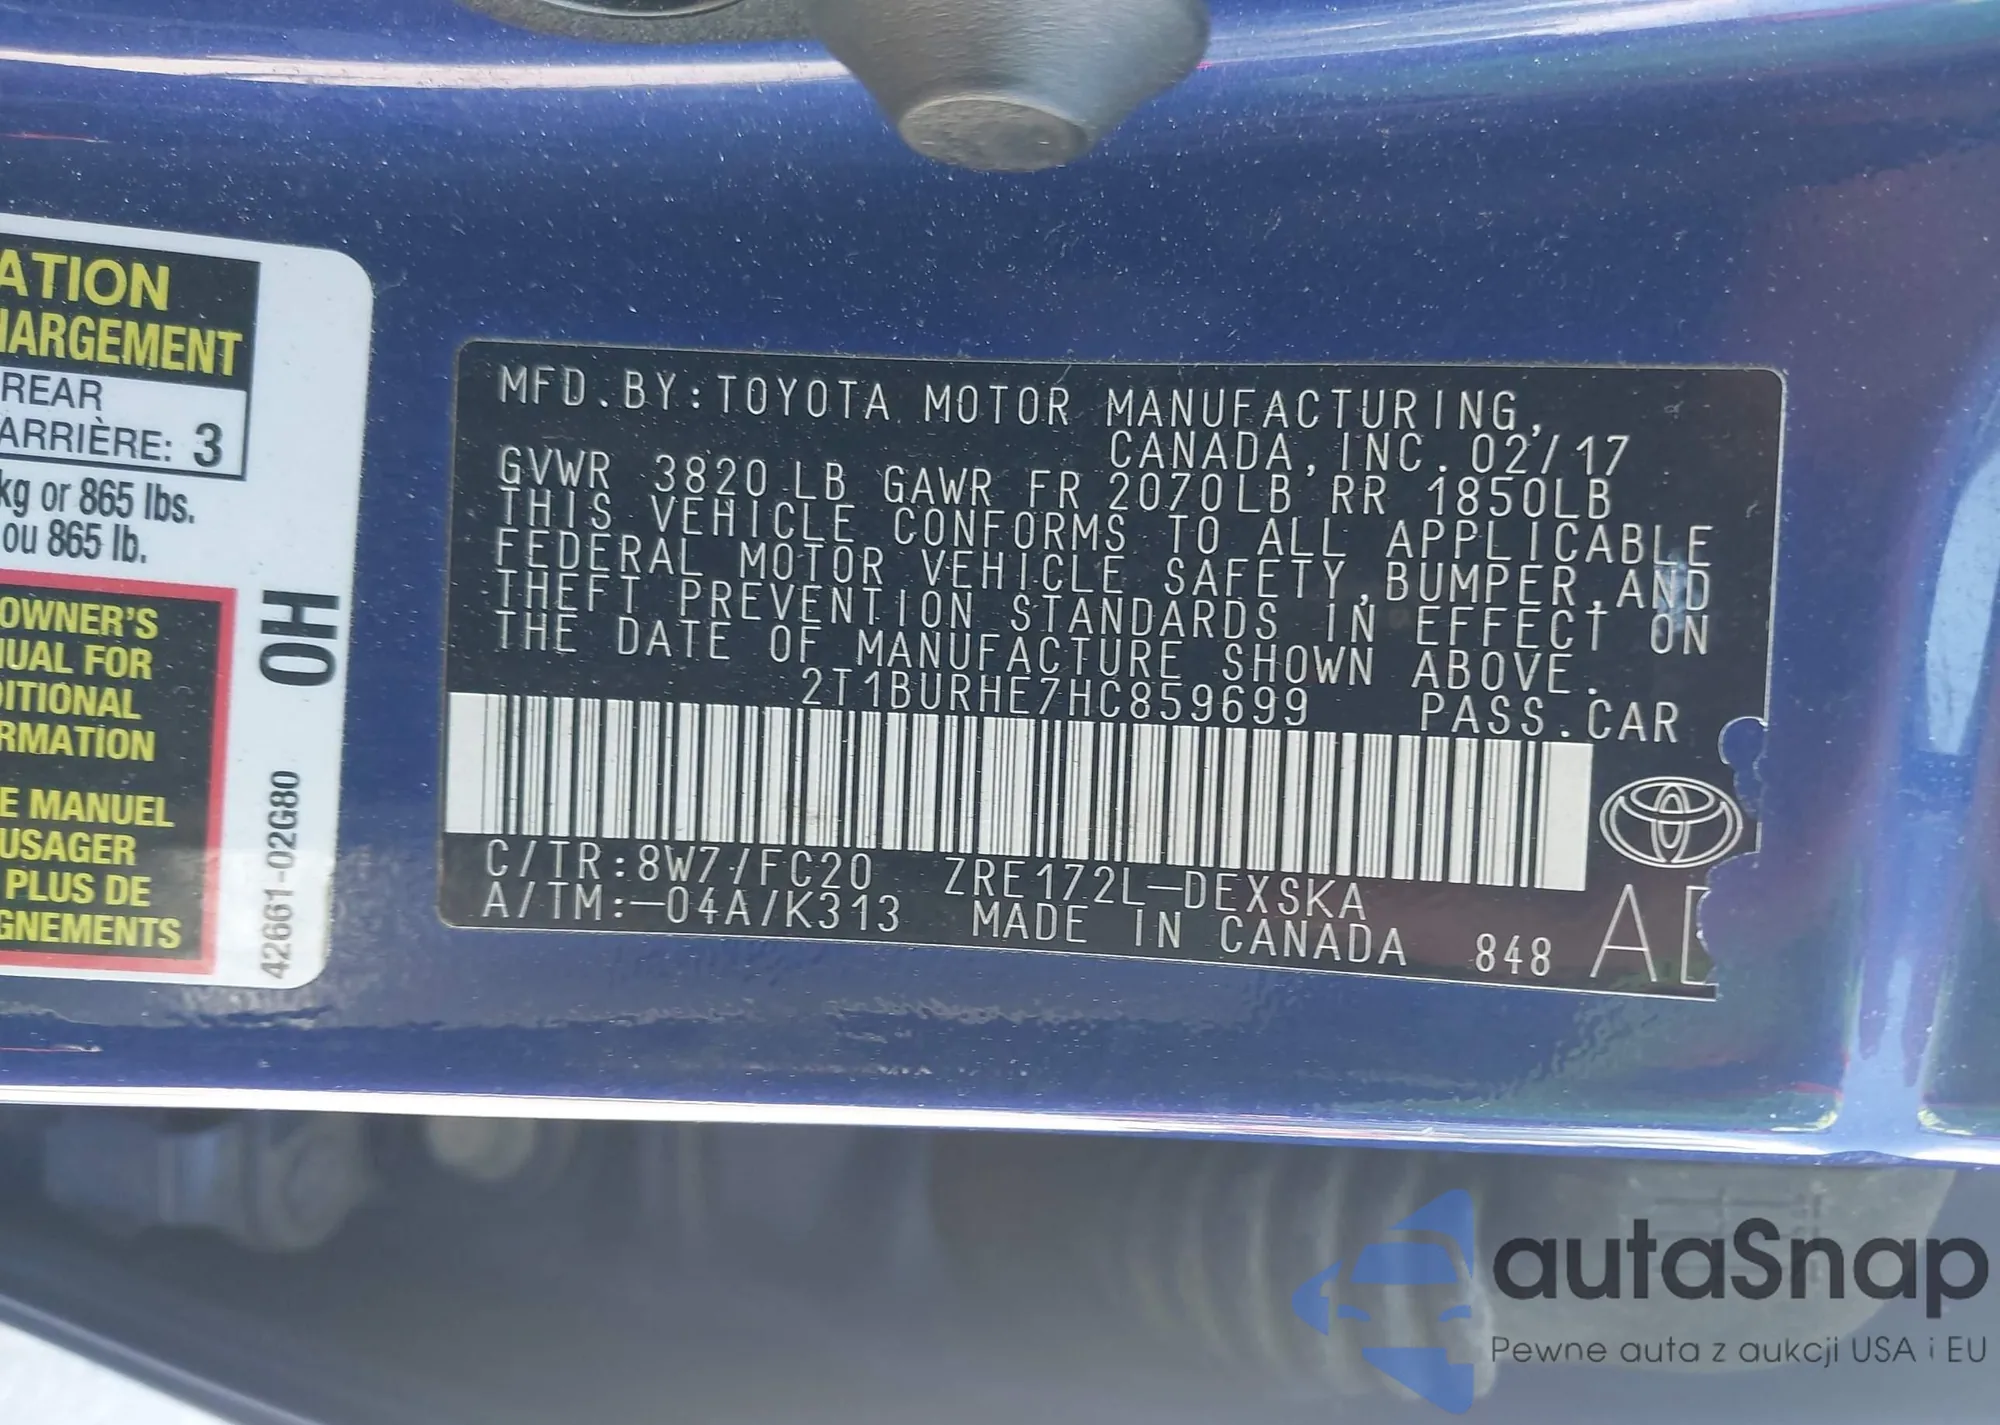 ATION
HARGEMENT
REAR
ARRIÈRE: 3
kg or 865 lbs.
ou 865 lb.
OWNER'S
UAL FOR
DITIONAL
RMATION
E MANUEL
USAGER
PLUS DE
GNEMENTS
OH
42661-02G80
MFD.BY:TOYOTA MOTOR MANUFACTURING,
CANADA,INC. 02/17
GVWR 3820LB GAWR FR 2070LB RR 1850LB
THIS VEHICLE CONFORMS TO ALL APPLICABLE
FEDERAL MOTOR VEHICLE SAFETY,BUMPER,AND
THEFT PREVENTION STANDARDS IN EFFECT ON
THE DATE OF MANUFACTURE SHOWN ABOVE.
2T1BURHE7HC859699 PASS.CAR
C/TR:8W7/FC20 ZRE172L-DEXSKA
A/TM:-04A/K313 MADE IN CANADA 848 A
autaSnap
Pewne auta z aukcji USA i EU